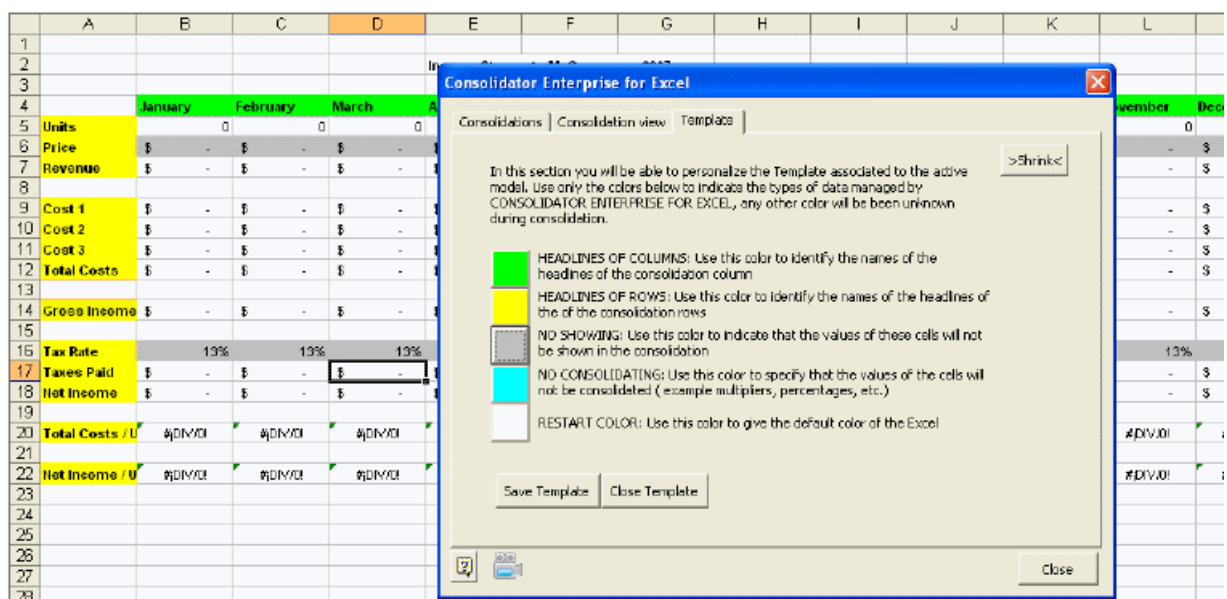 A B C D E F G H I J K L
1
2
3
4 January February March A vember Dec
5 Units 0 0 0 0
6 Price $ - $ - $ - - $
7 Revenue $ - $ - $ - - $
8
9 Cost 1 $ - $ - $ - - $
10 Cost 2 $ - $ - $ - - $
11 Cost 3 $ - $ - $ - - $
12 Total Costs $ - $ - $ - - $
13
14 Gross Income $ - $ - $ - - $
15
16 Tax Rate 13% 13% 13% 13%
17 Taxes Paid $ - $ - $ - - $
18 Net Income $ - $ - $ - - $
19
20 Total Costs / U #¡DIV/0! #¡DIV/0! #¡DIV/0! #¡DIV/0!
21
22 Net Income / U #¡DIV/0! #¡DIV/0! #¡DIV/0! #¡DIV/0!
23
24
25
26
27
28
Consolidator Enterprise for Excel
Consolidations Consolidation view Template
>Shrink<
In this section you will be able to personalize the Template associated to the active
model. Use only the colors below to indicate the types of data managed by
CONSOLIDATOR ENTERPRISE FOR EXCEL, any other color will be been unknown
during consolidation.
HEADLINES OF COLUMNS: Use this color to identify the names of the
headlines of the consolidation column
HEADLINES OF ROWS: Use this color to identify the names of the headlines of
the of the consolidation rows
NO SHOWING: Use this color to indicate that the values of these cells will not
be shown in the consolidation
NO CONSOLIDATING: Use this color to specify that the values of the cells will
not be consolidated ( example multipliers, percentages, etc.)
RESTART COLOR: Use this color to give the default color of the Excel
Save Template Close Template
Close